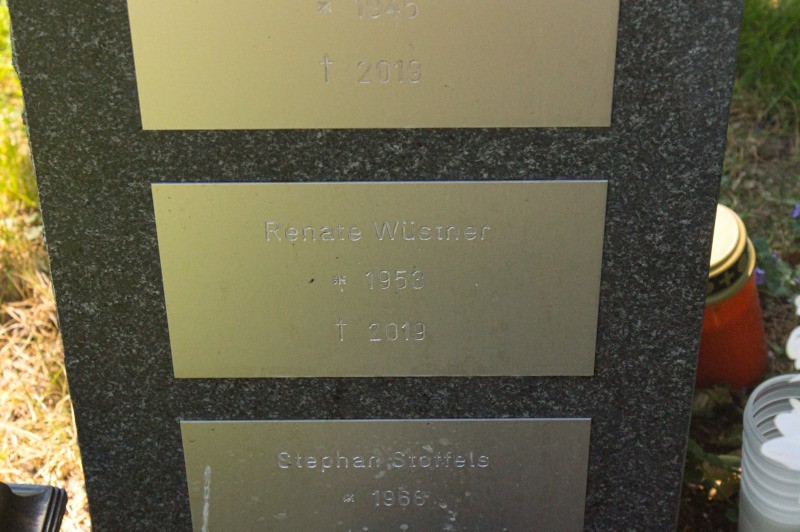 * 1945
† 2019
Renate Wüstner
* 1953
† 2019
Stephan Stoffels
* 1966